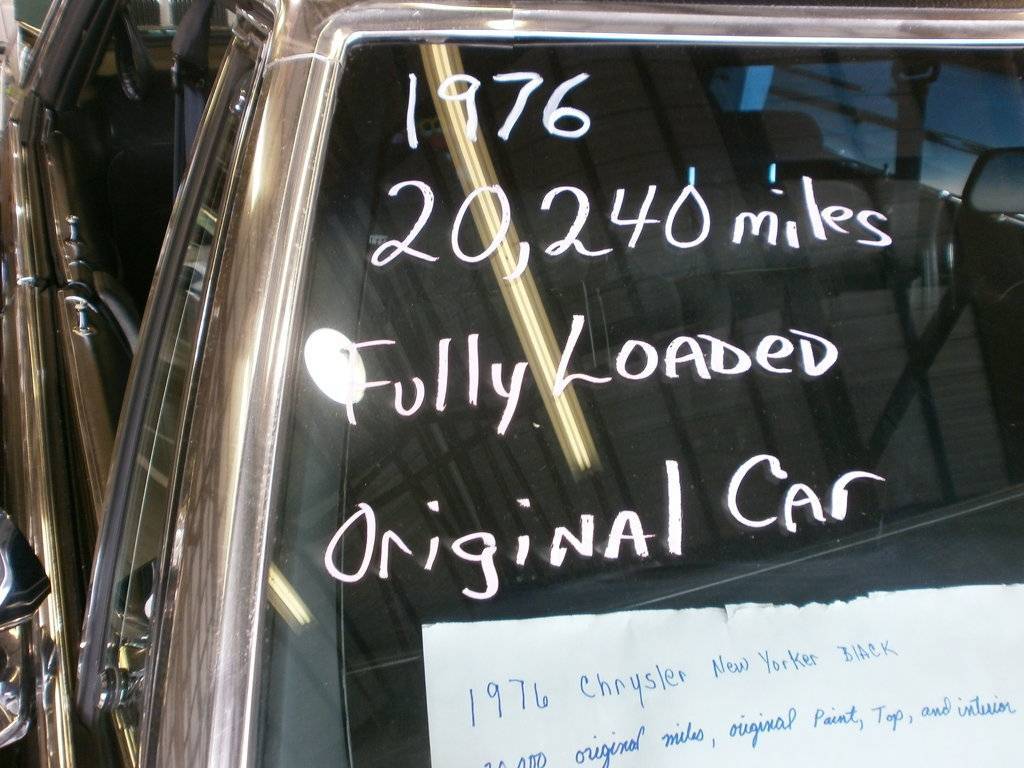 1976
20,240 miles
Fully LOADED
OriginAl CAr
1976 Chrysler New Yorker BlACK
original miles, original Paint, Top, and interior